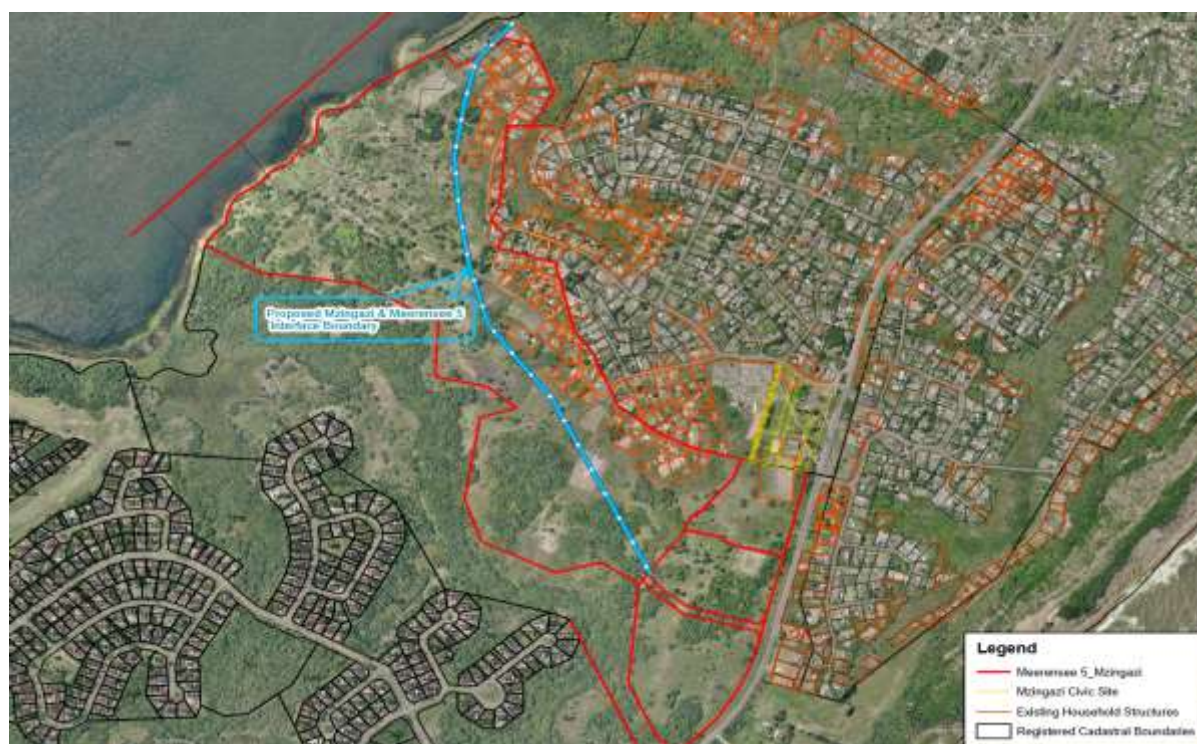 Proposed Mzingazi & Meerensee 5
Interface Boundary
Legend
Meerensee 5_Mzingazi
Mzingazi Civic Site
Existing Household Structures
Registered Cadastral Boundaries